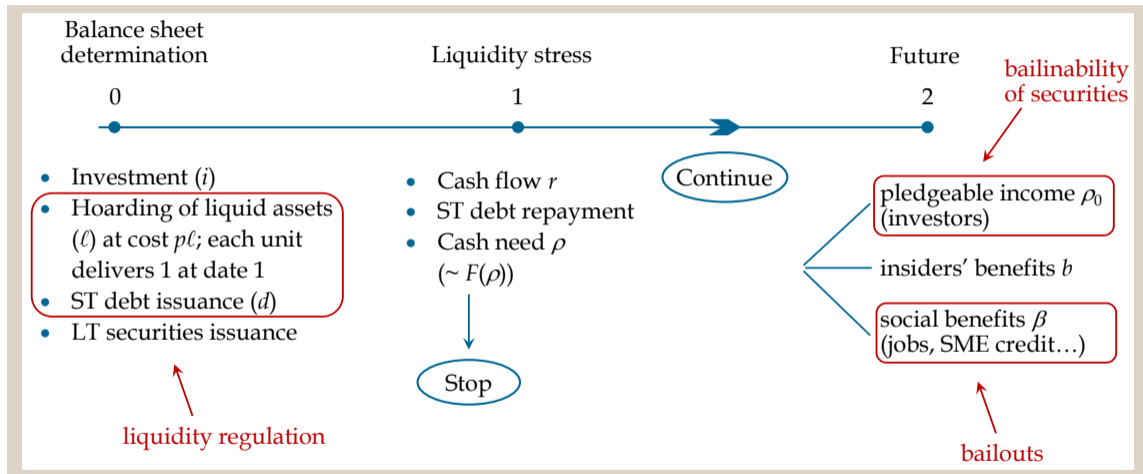 Balance sheet
determination
Liquidity stress
Future
bailinability
of securities
0
1
2
• Investment (i)
• Hoarding of liquid assets
(ℓ) at cost pℓ; each unit
delivers 1 at date 1
• ST debt issuance (d)
• LT securities issuance
liquidity regulation
• Cash flow r
• ST debt repayment
• Cash need ρ
(~ F(ρ))
Stop
Continue
pledgeable income ρ₀
(investors)
insiders’ benefits b
social benefits β
(jobs, SME credit…)
bailouts